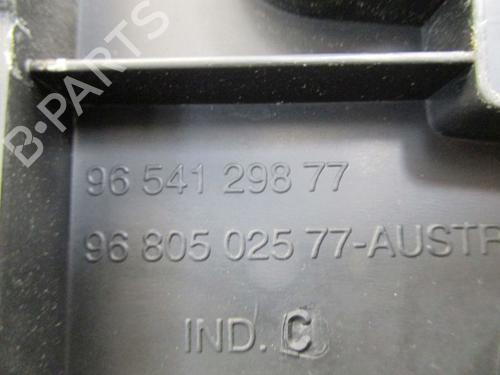 B-PARTS
96 541 298 77
96 805 025 77-AUSTR
IND. C